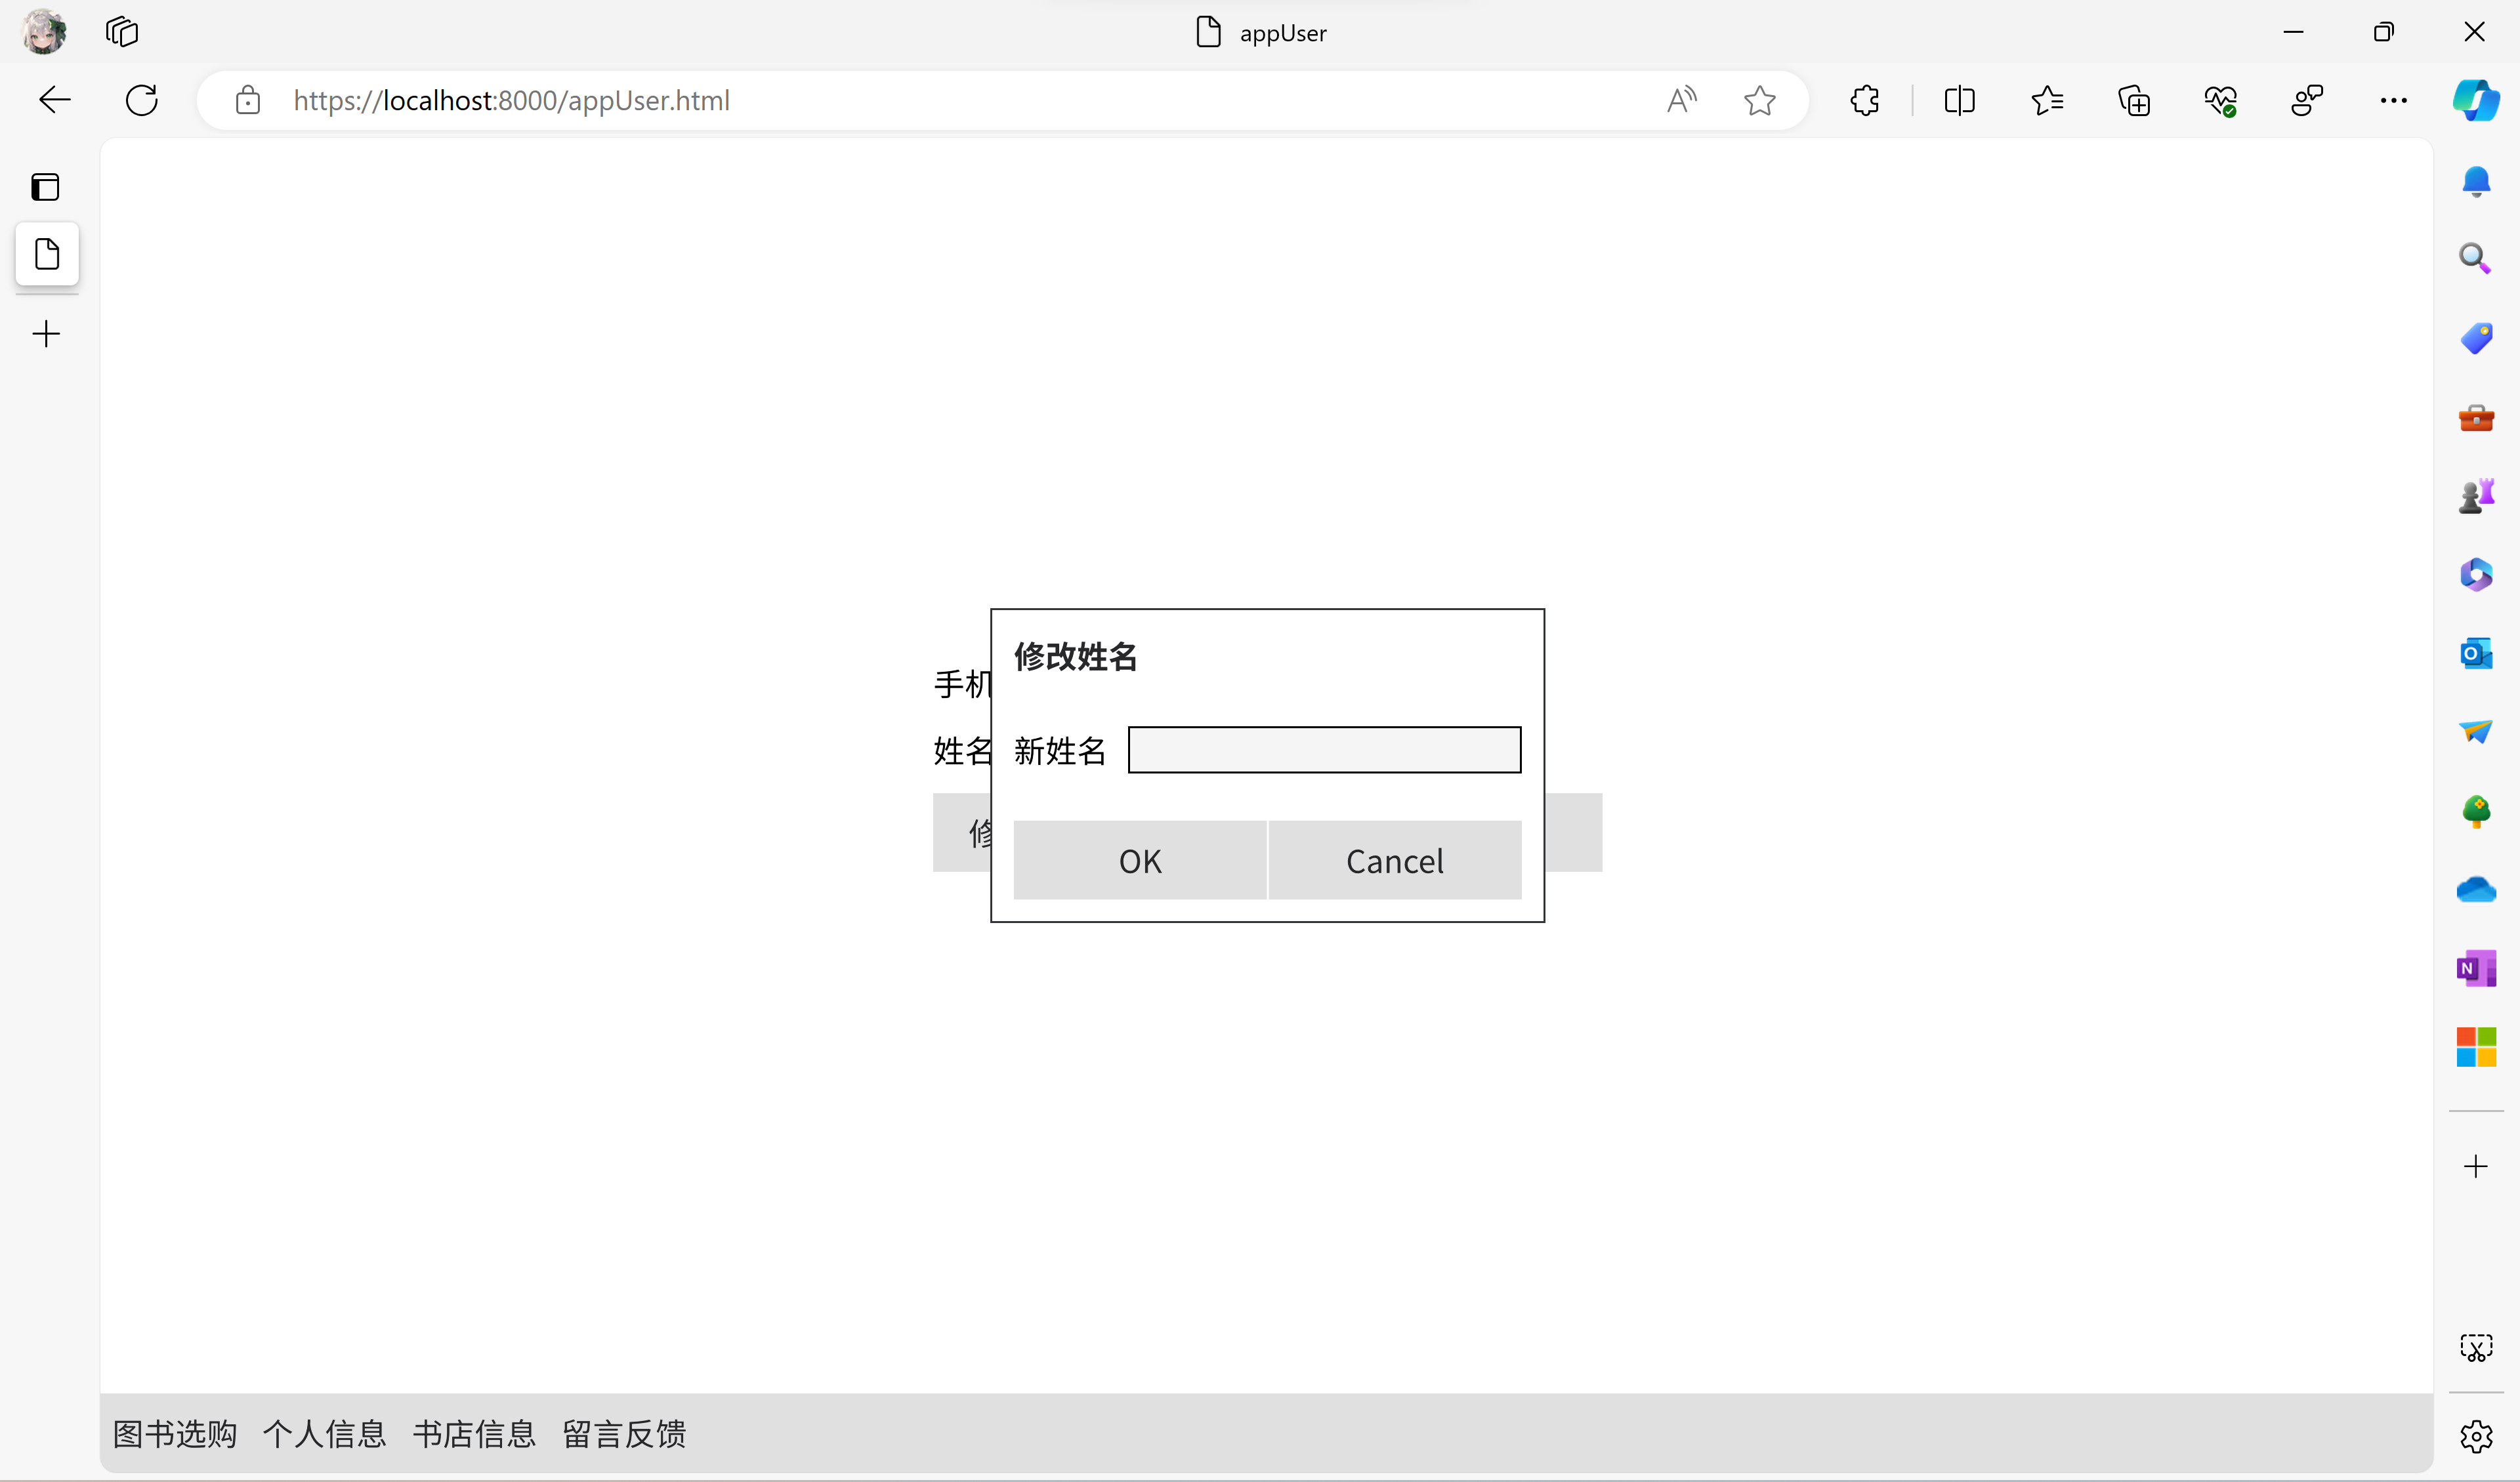 appUser
https://localhost:8000/appUser.html
修改姓名
手机
姓名
新姓名
修
OK
Cancel
图书选购 个人信息 书店信息 留言反馈